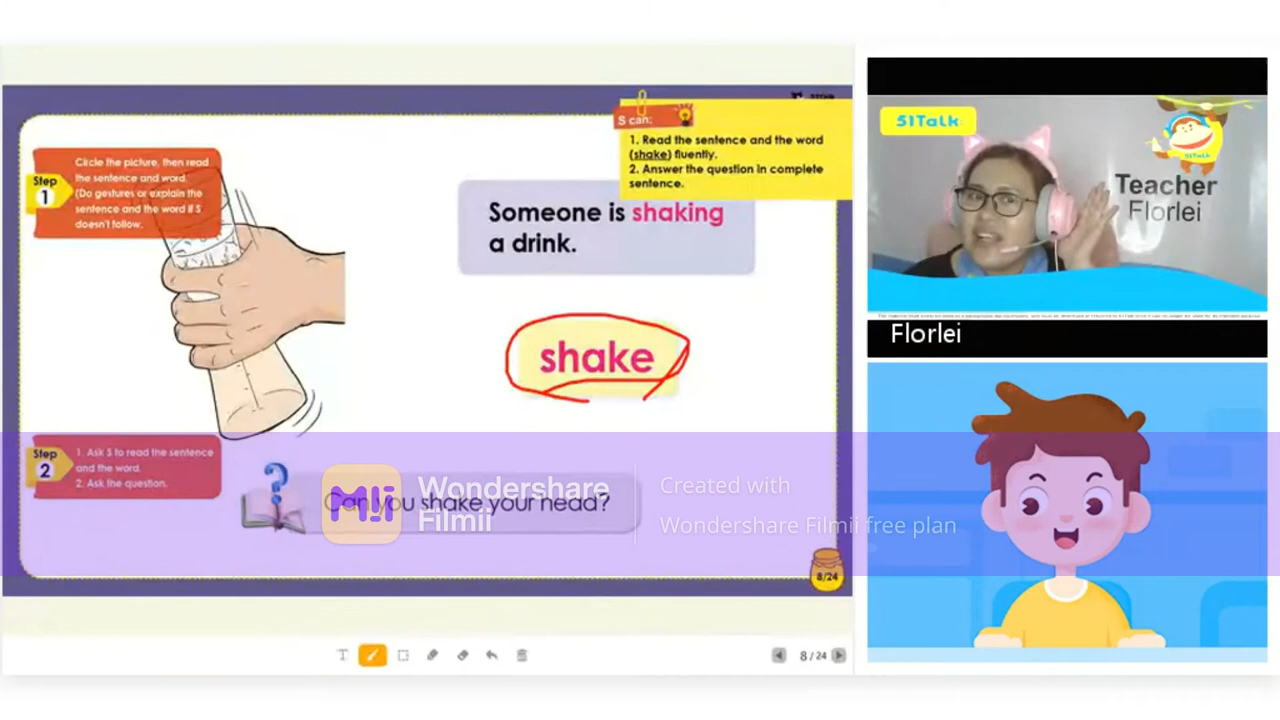 Step
1
Circle the picture, then read
the sentence and word.
(Do gestures or explain the
sentence and the word if S
doesn't follow.
S can:
1. Read the sentence and the word
(shake) fluently.
2. Answer the question in complete
sentence.
Someone is shaking
a drink.
shake
Step
2
1. Ask S to read the sentence
and the word.
2. Ask the question.
Can you shake your head?
Wondershare
Filmii
Created with
Wondershare Filmii free plan
8/24
8 / 24
51Talk
51Talk
Teacher
Florlei
Florlei